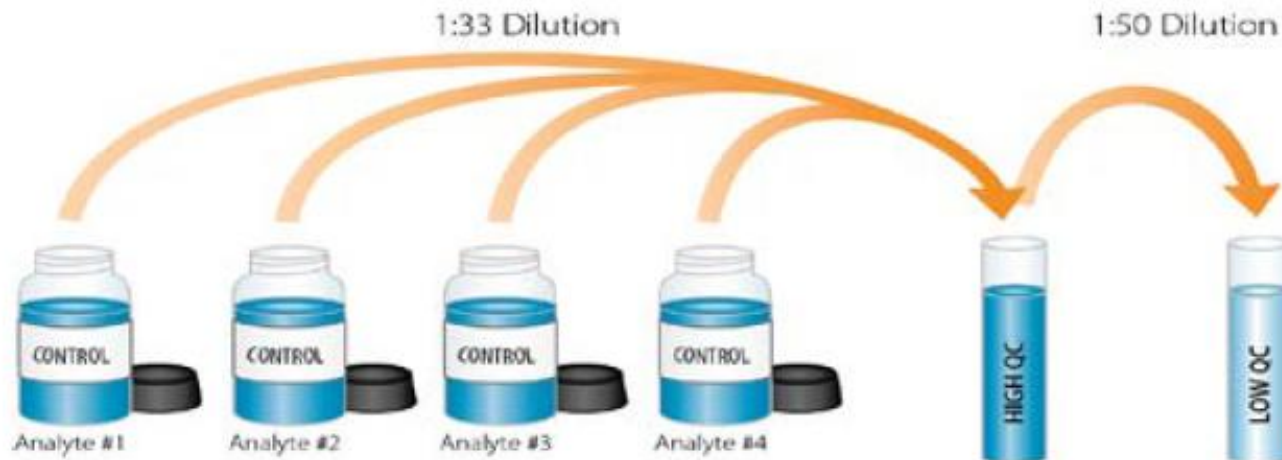 1:33 Dilution
1:50 Dilution
CONTROL
CONTROL
CONTROL
CONTROL
HIGH QC
LOW QC
Analyte #1
Analyte #2
Analyte #3
Analyte #4